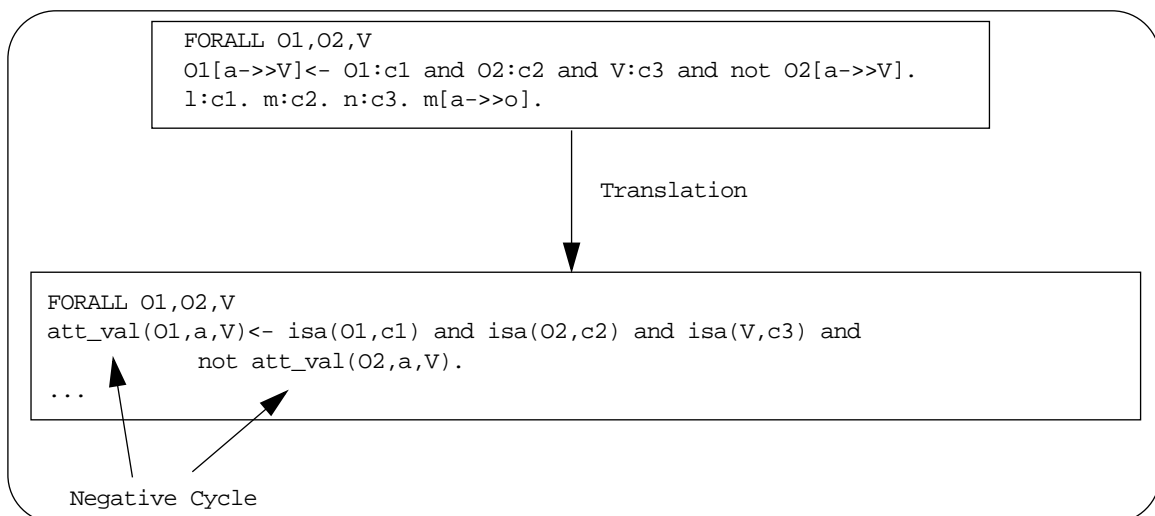 FORALL O1,O2,V
O1[a->>V]<- O1:c1 and O2:c2 and V:c3 and not O2[a->>V].
l:c1. m:c2. n:c3. m[a->>o].
Translation
FORALL O1,O2,V
att_val(O1,a,V)<- isa(O1,c1) and isa(O2,c2) and isa(V,c3) and
not att_val(O2,a,V).
...
Negative Cycle